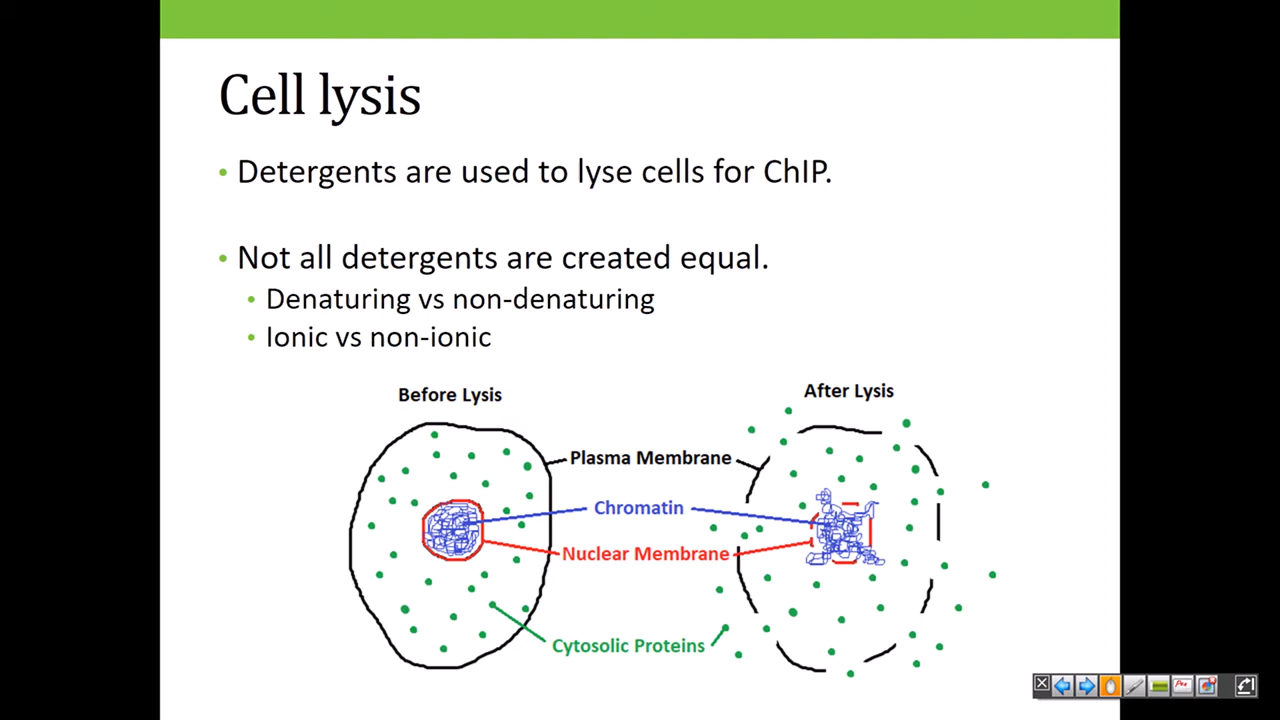 Cell lysis
• Detergents are used to lyse cells for ChIP.
• Not all detergents are created equal.
• Denaturing vs non-denaturing
• Ionic vs non-ionic
Before Lysis
After Lysis
Plasma Membrane
Chromatin
Nuclear Membrane
Cytosolic Proteins